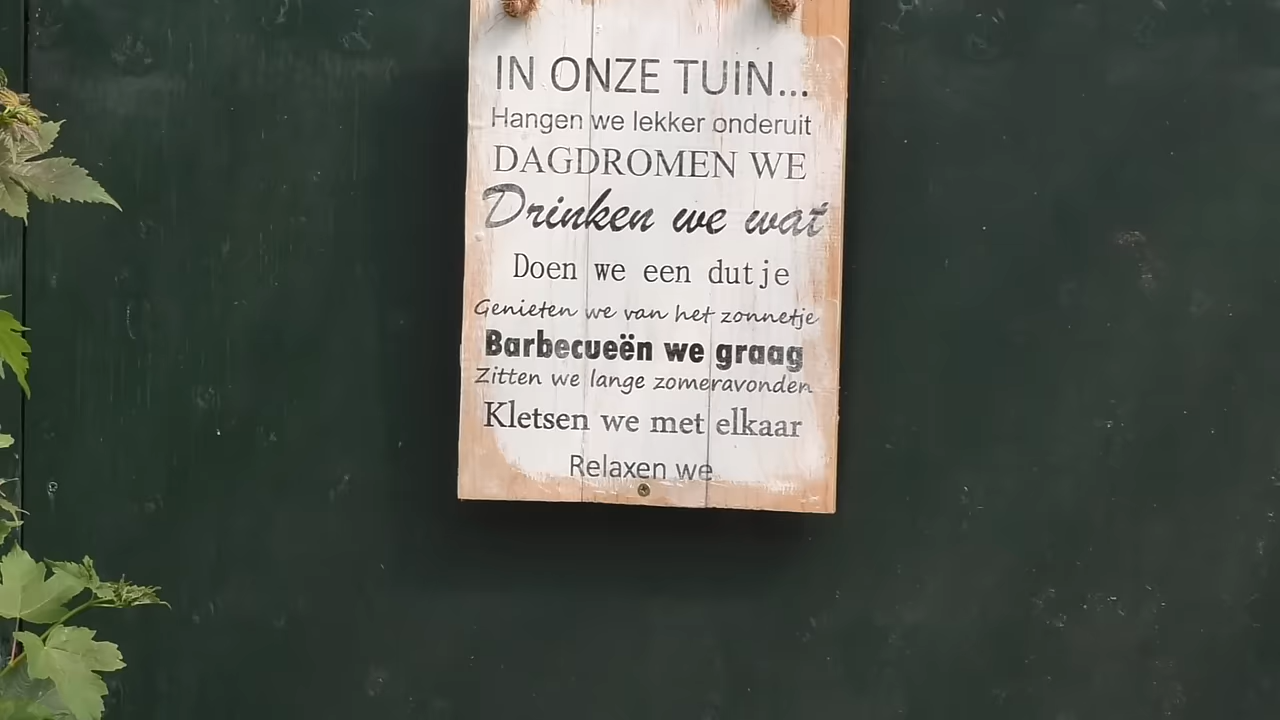 IN ONZE TUIN...
Hangen we lekker onderuit
DAGDROMEN WE
Drinken we wat
Doen we een dutje
Genieten we van het zonnetje
Barbecueën we graag
Zitten we lange zomeravonden
Kletsen we met elkaar
Relaxen we